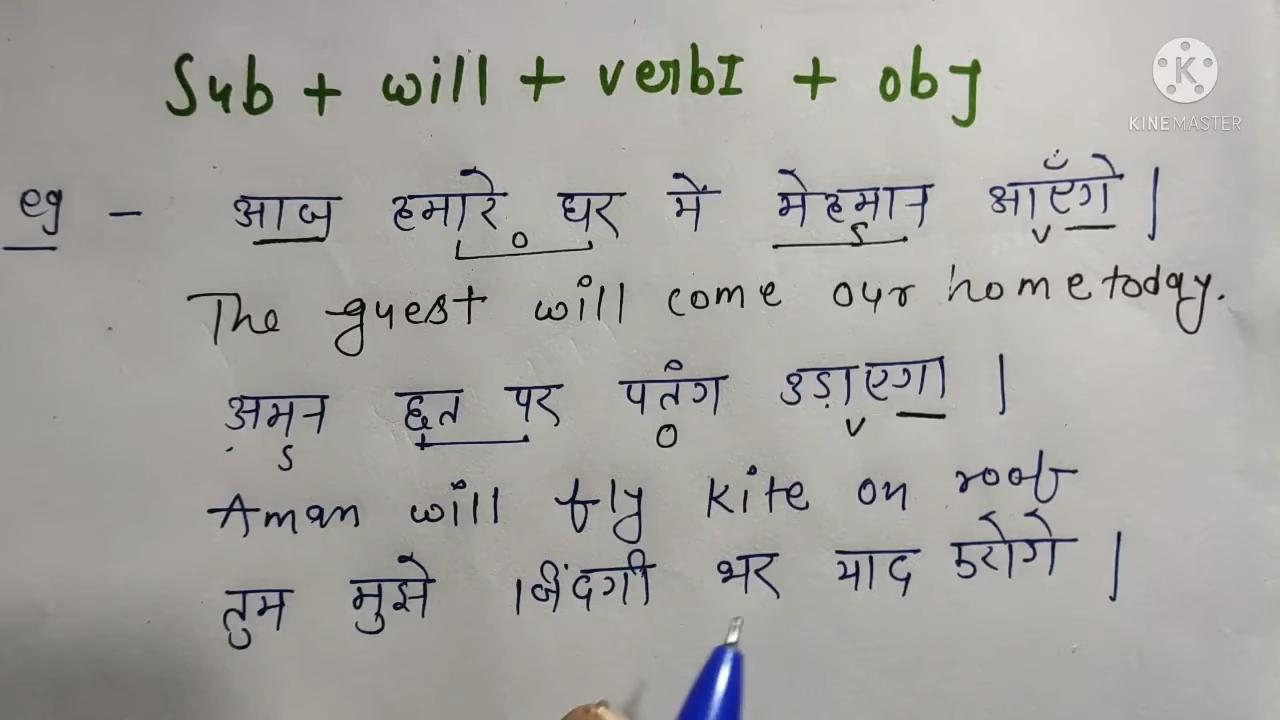 Sub + will + verbI + obj
KINEMASTER
eg - आज हमारे घर में मेहमान आएँगे |
O S V
The guest will come our home today.
अमन छत पर पतंग उड़ाएगा |
S O V
Aman will fly kite on roof
तुम मुझे जिंदगी भर याद करोगे |